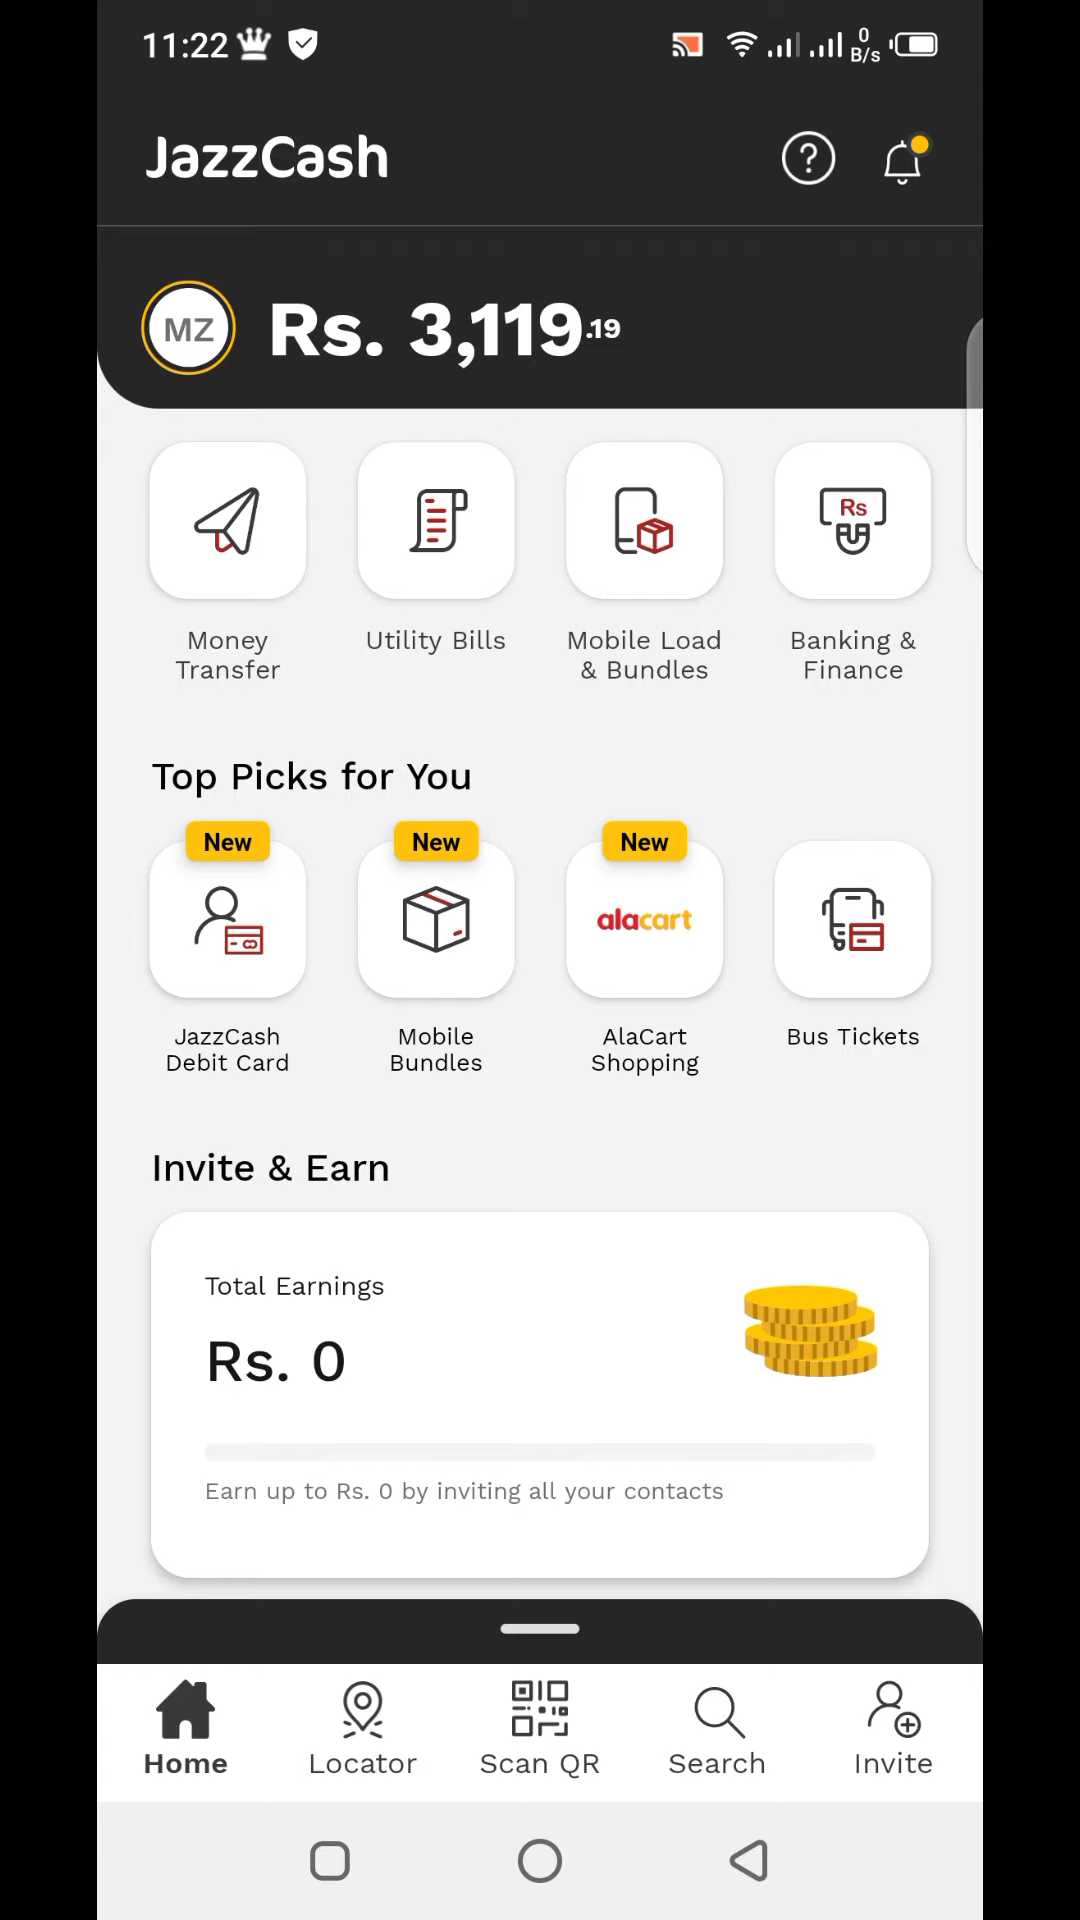 11:22
0
B/s
JazzCash
MZ
Rs. 3,119.19
Rs
Money
Transfer
Utility Bills
Mobile Load
& Bundles
Banking &
Finance
Top Picks for You
New
New
New
alacart
JazzCash
Debit Card
Mobile
Bundles
AlaCart
Shopping
Bus Tickets
Invite & Earn
Total Earnings
Rs. 0
Earn up to Rs. 0 by inviting all your contacts
Home
Locator
Scan QR
Search
Invite